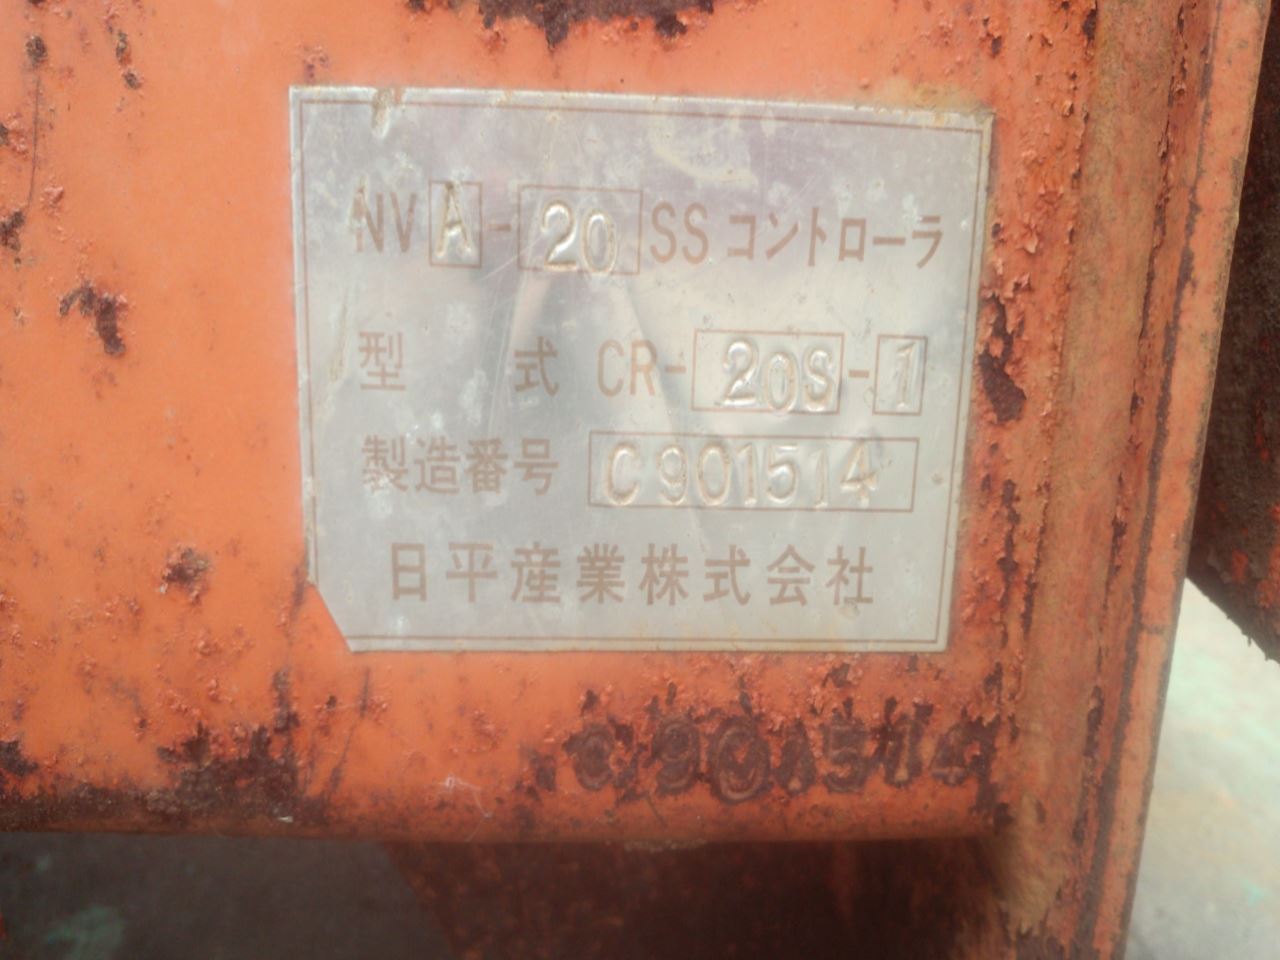 NVA-20SSコントローラ
型 式 CR-20S-1
製造番号 C901514
日平産業株式会社
C901514